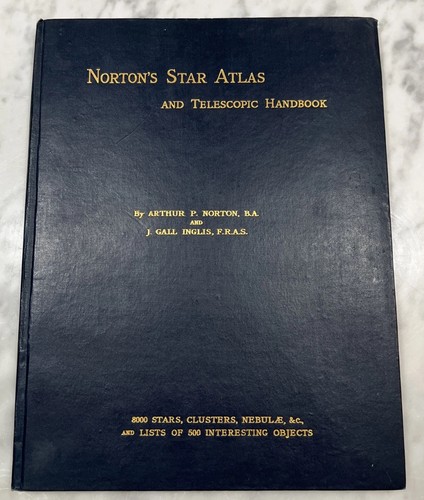 Norton's Star Atlas
and Telescopic Handbook
By ARTHUR P. NORTON, B.A.
AND
J. GALL INGLIS, F.R.A.S.
8000 STARS, CLUSTERS, NEBULÆ, &c.,
AND LISTS OF 500 INTERESTING OBJECTS